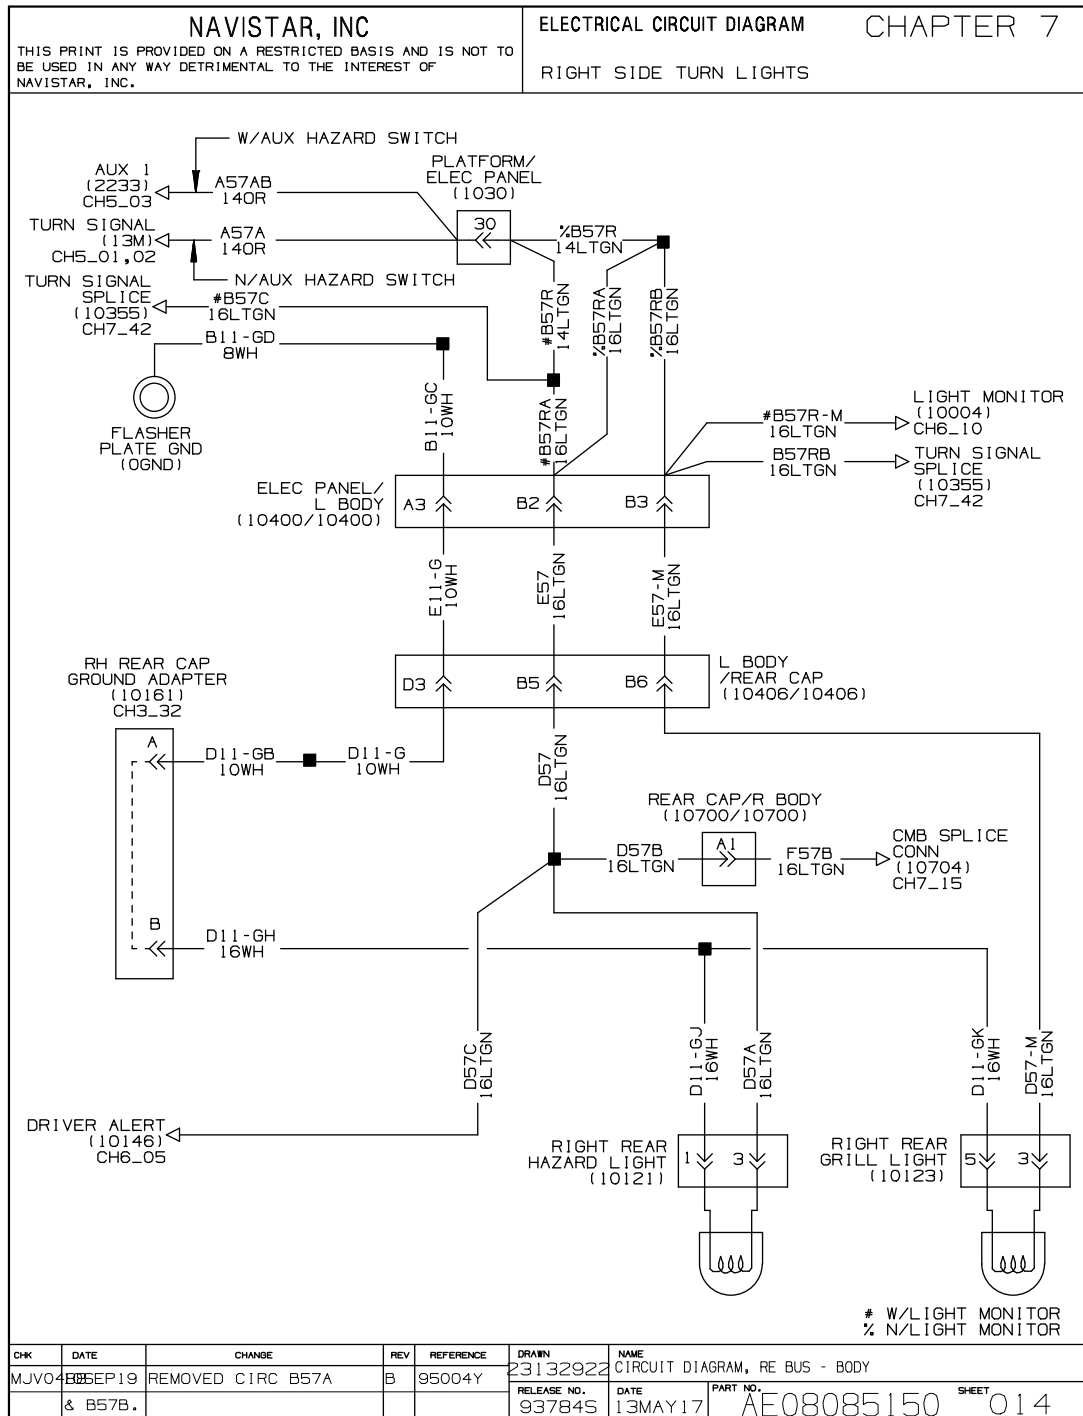 NAVISTAR, INC
THIS PRINT IS PROVIDED ON A RESTRICTED BASIS AND IS NOT TO
BE USED IN ANY WAY DETRIMENTAL TO THE INTEREST OF
NAVISTAR, INC.
ELECTRICAL CIRCUIT DIAGRAM
CHAPTER 7
RIGHT SIDE TURN LIGHTS
W/AUX HAZARD SWITCH
AUX 1
(2233)
CH5_03
A57AB
14OR
PLATFORM/
ELEC PANEL
(1030)
30
TURN SIGNAL
(13M)
CH5_01,02
A57A
14OR
%B57R
14LTGN
N/AUX HAZARD SWITCH
TURN SIGNAL
SPLICE
(10355)
CH7_42
#B57C
16LTGN
#B57R
14LTGN
%B57RA
16LTGN
%B57RB
16LTGN
B11-GD
8WH
FLASHER
PLATE GND
(OGND)
B11-GC
10WH
#B57RA
16LTGN
#B57R-M
16LTGN
LIGHT MONITOR
(10004)
CH6_10
B57RB
16LTGN
TURN SIGNAL
SPLICE
(10355)
CH7_42
ELEC PANEL/
L BODY
(10400/10400)
A3
B2
B3
E11-G
10WH
E57
16LTGN
E57-M
16LTGN
L BODY
/REAR CAP
(10406/10406)
D3
B5
B6
RH REAR CAP
GROUND ADAPTER
(10161)
CH3_32
A
D11-GB
10WH
D11-G
10WH
D57
16LTGN
REAR CAP/R BODY
(10700/10700)
A1
D57B
16LTGN
F57B
16LTGN
CMB SPLICE
CONN
(10704)
CH7_15
B
D11-GH
16WH
D57C
16LTGN
D11-GJ
16WH
D57A
16LTGN
D11-GK
16WH
D57-M
16LTGN
DRIVER ALERT
(10146)
CH6_05
RIGHT REAR
HAZARD LIGHT
(10121)
1
3
RIGHT REAR
GRILL LIGHT
(10123)
5
3
# W/LIGHT MONITOR
% N/LIGHT MONITOR
CHK DATE CHANGE REV REFERENCE
REMOVED CIRC B57A B 95004Y
& B57B.
DRAWN
23132922
NAME
CIRCUIT DIAGRAM, RE BUS - BODY
RELEASE NO.
93784S
DATE
13MAY17
PART NO.
AE08085150
SHEET
014